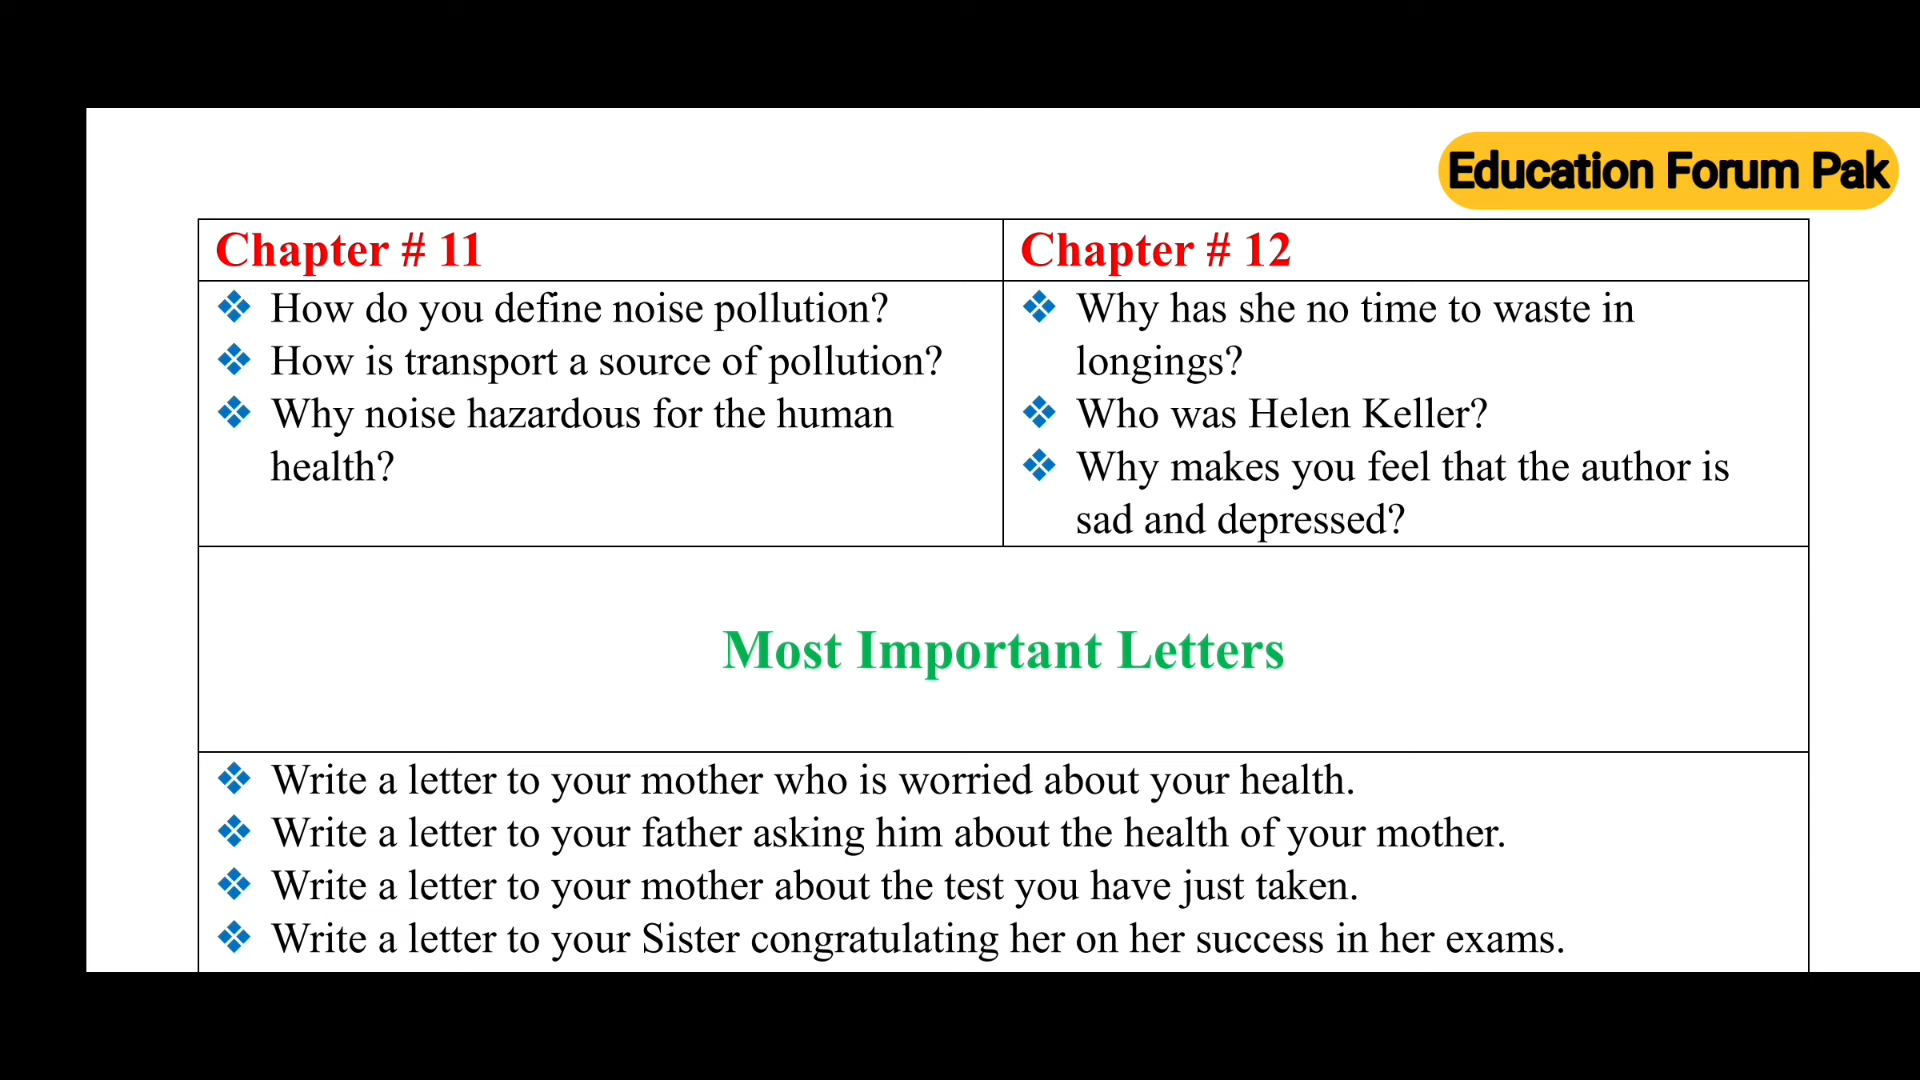 Education Forum Pak
Chapter # 11
How do you define noise pollution?
How is transport a source of pollution?
Why noise hazardous for the human
health?
Chapter # 12
Why has she no time to waste in
longings?
Who was Helen Keller?
Why makes you feel that the author is
sad and depressed?
Most Important Letters
Write a letter to your mother who is worried about your health.
Write a letter to your father asking him about the health of your mother.
Write a letter to your mother about the test you have just taken.
Write a letter to your Sister congratulating her on her success in her exams.